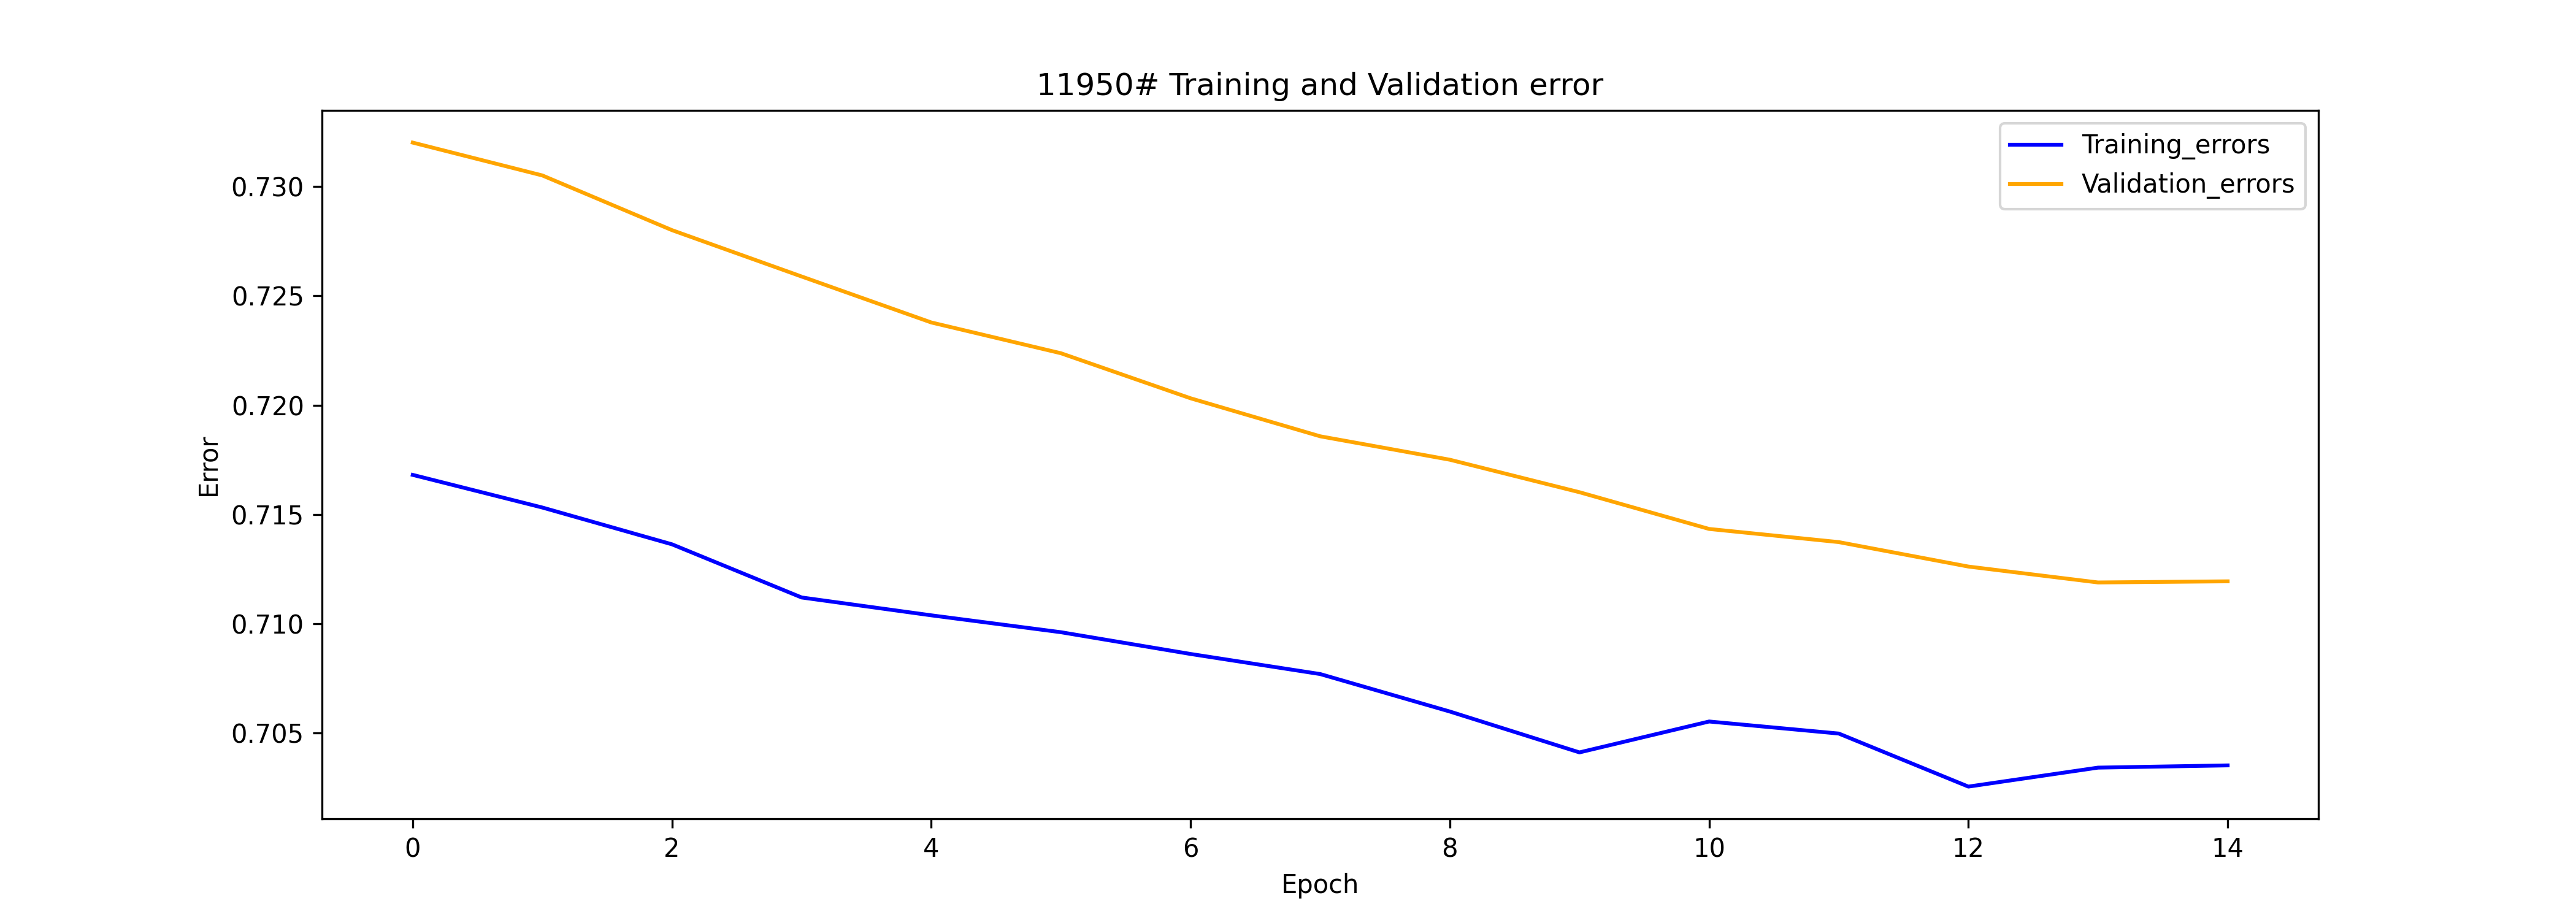 11950# Training and Validation error
Training_errors
Validation_errors
0.730
0.725
0.720
0.715
0.710
0.705
Error
0 2 4 6 8 10 12 14
Epoch